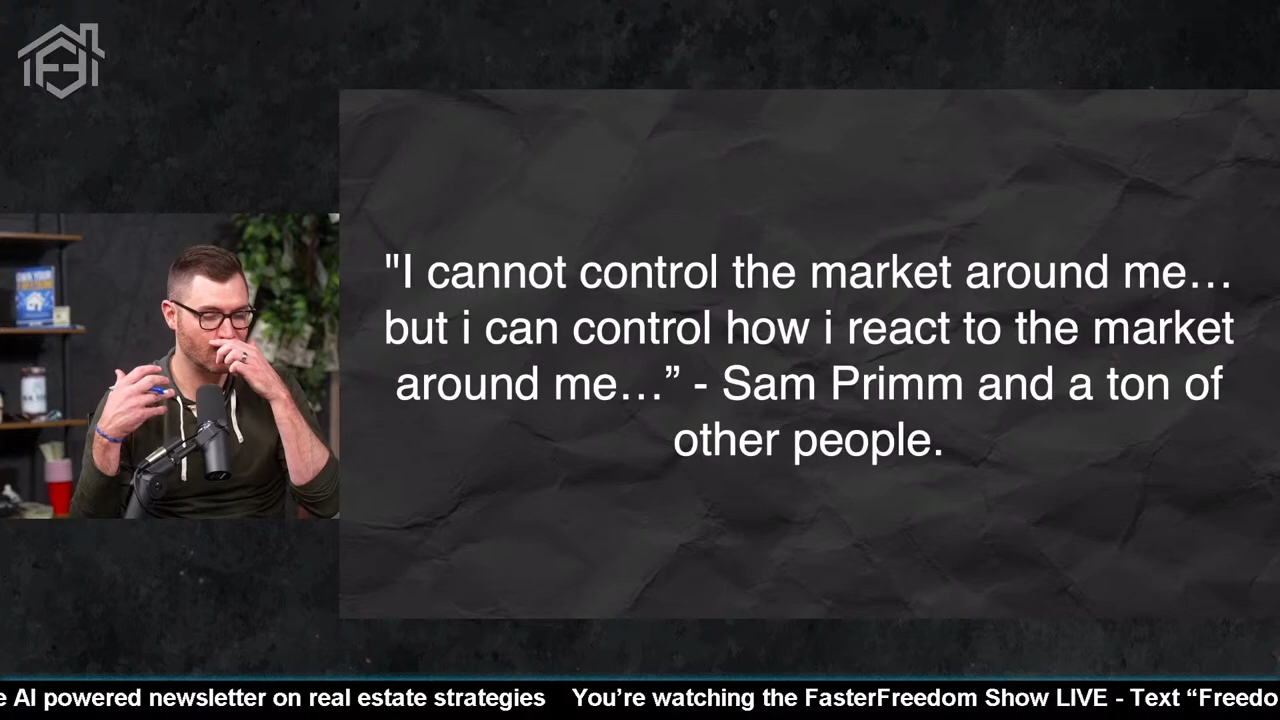 "I cannot control the market around me…
but i can control how i react to the market
around me…” - Sam Primm and a ton of
other people.
AI powered newsletter on real estate strategies You’re watching the FasterFreedom Show LIVE - Text “Freedo